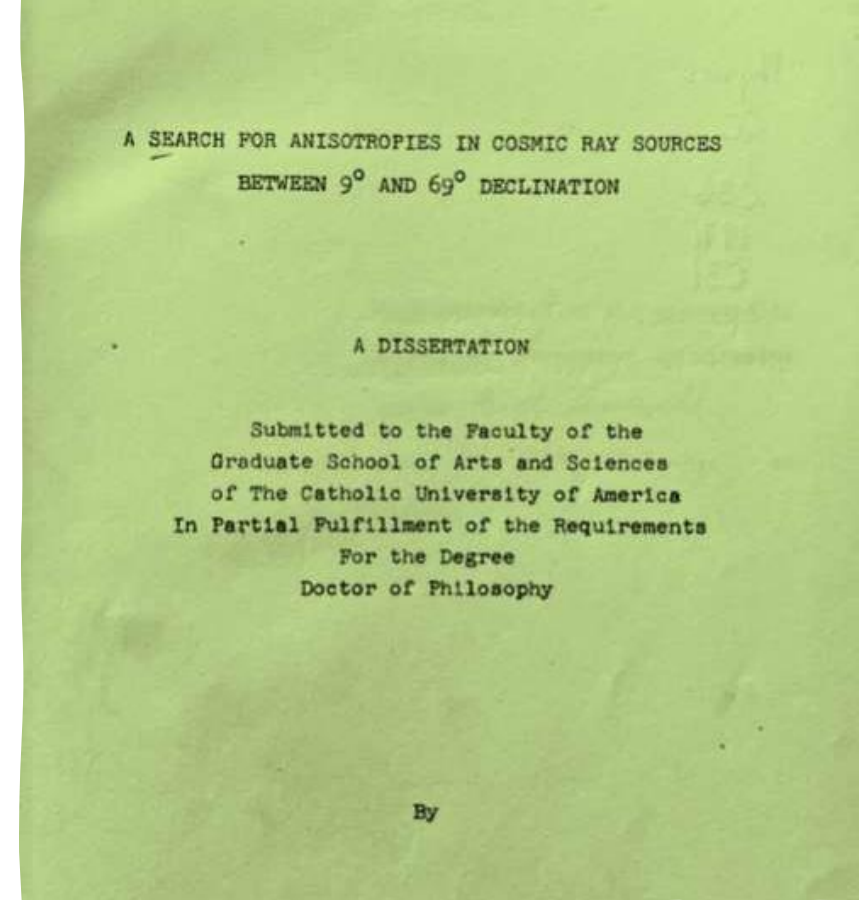 A SEARCH FOR ANISOTROPIES IN COSMIC RAY SOURCES
BETWEEN 9° AND 69° DECLINATION
A DISSERTATION
Submitted to the Faculty of the
Graduate School of Arts and Sciences
of The Catholic University of America
In Partial Fulfillment of the Requirements
For the Degree
Doctor of Philosophy
By